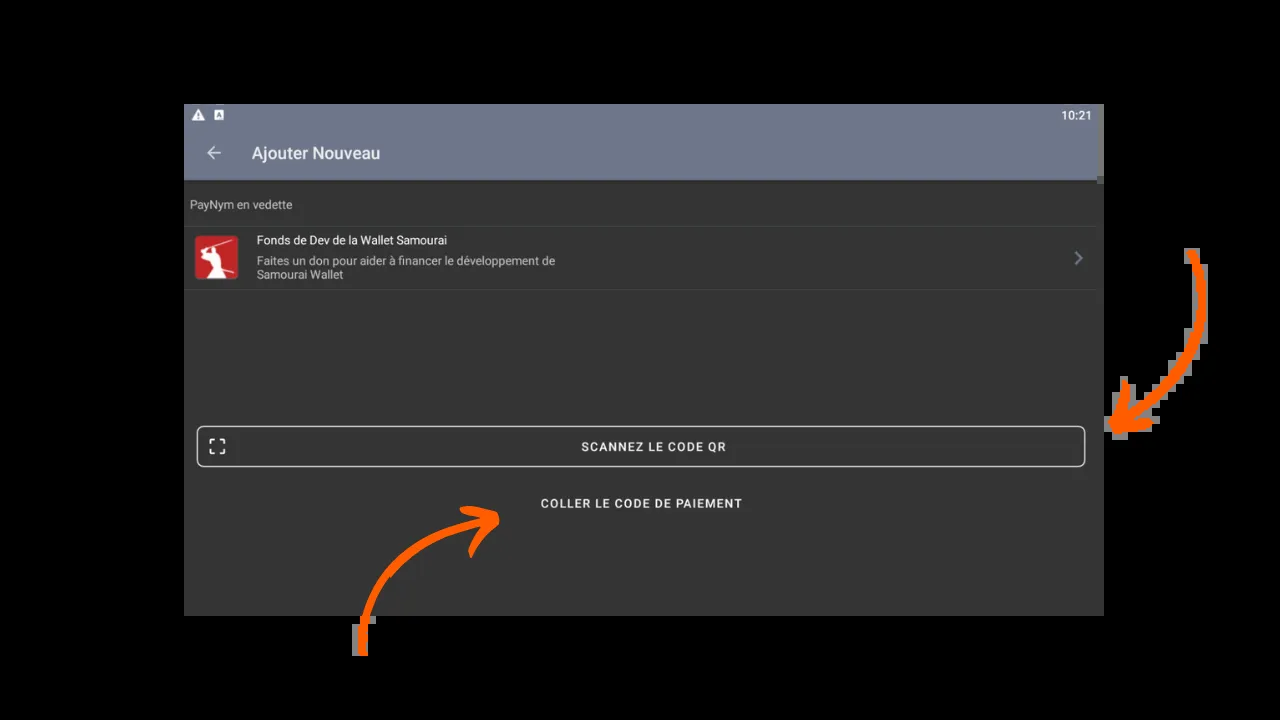 10:21
Ajouter Nouveau
PayNym en vedette
Fonds de Dev de la Wallet Samourai
Faites un don pour aider à financer le développement de
Samourai Wallet
SCANNEZ LE CODE QR
COLLER LE CODE DE PAIEMENT